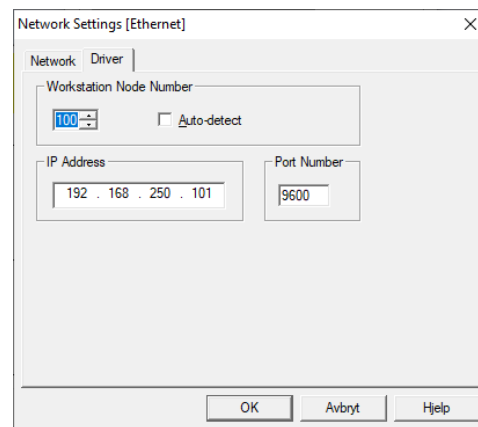 Network Settings [Ethernet]
Network Driver
Workstation Node Number
100 Auto-detect
IP Address Port Number
192 . 168 . 250 . 101 9600
OK Avbryt Hjelp